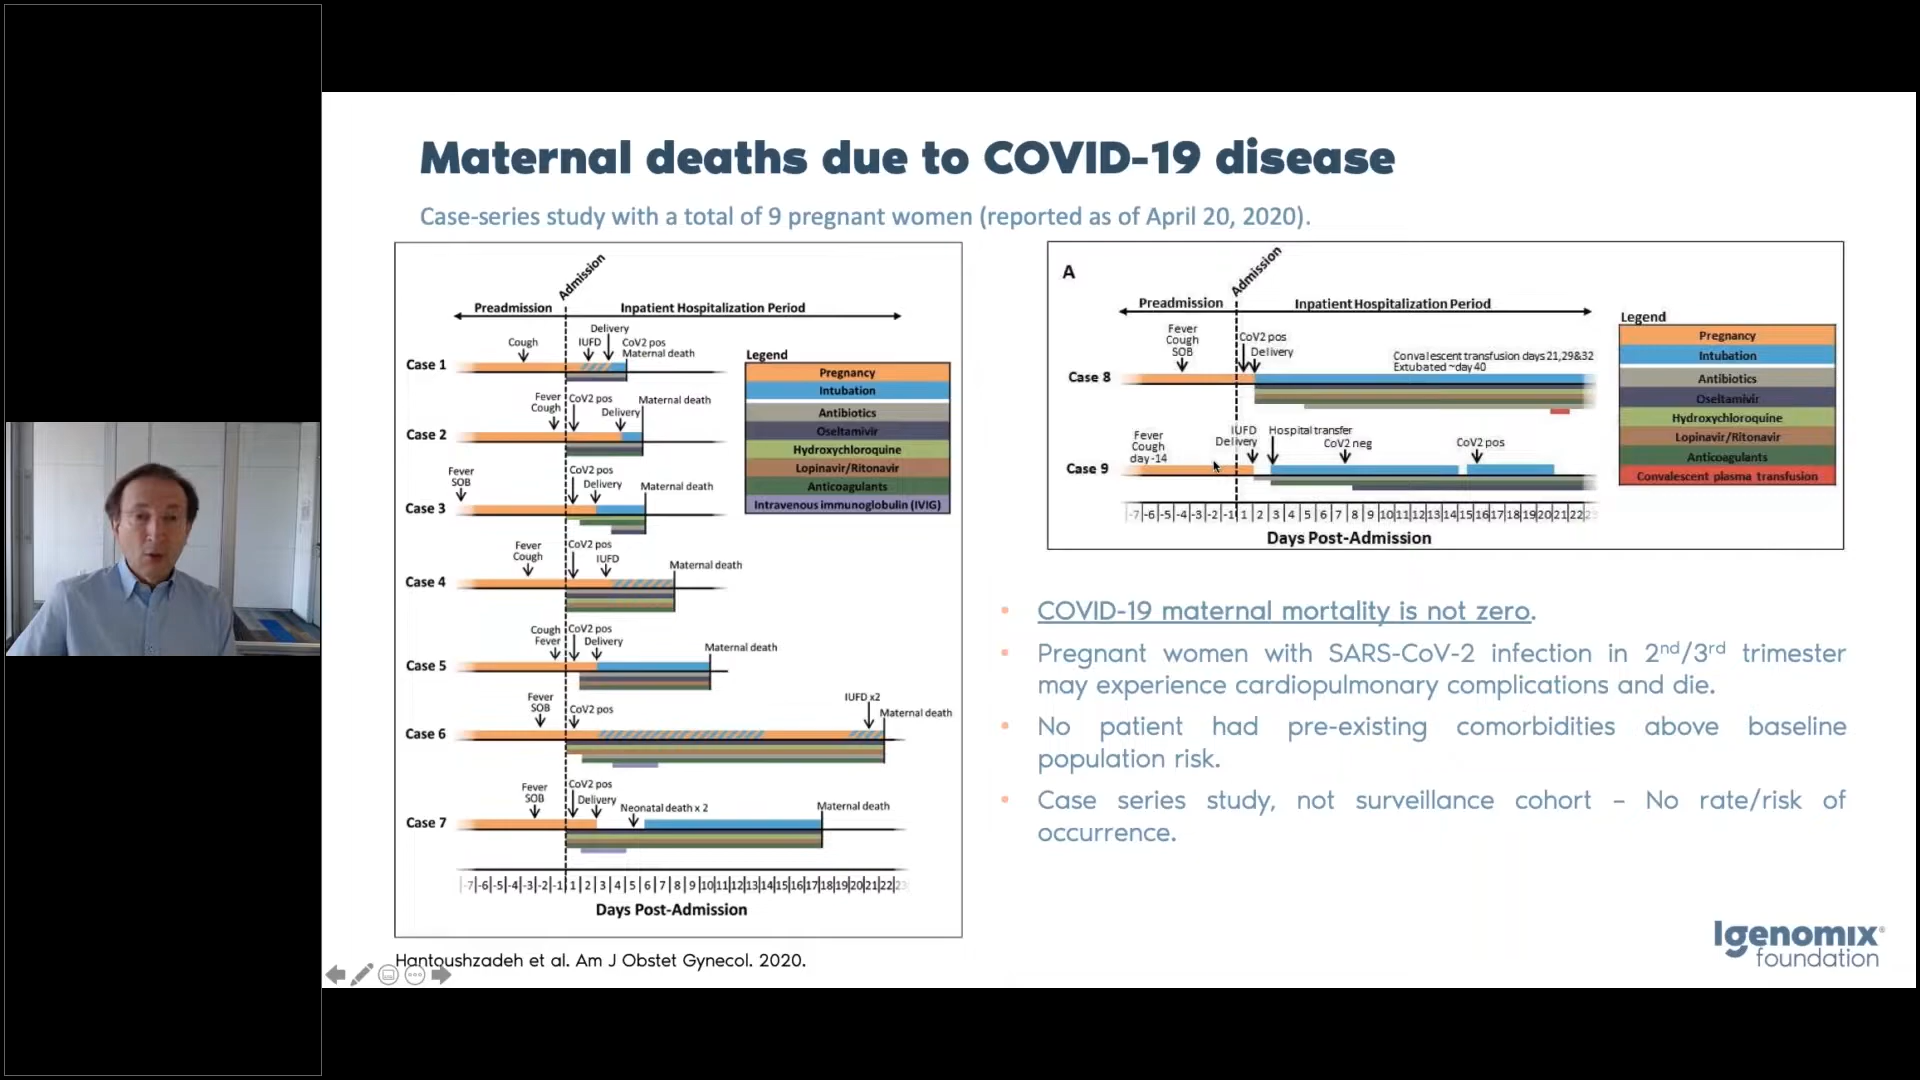 Maternal deaths due to COVID-19 disease
Case-series study with a total of 9 pregnant women (reported as of April 20, 2020).
Admission
Preadmission
Inpatient Hospitalization Period
Delivery
Cough
IUFD
CoV2 pos
Maternal death
Case 1
Fever
Cough
CoV2 pos
Delivery
Maternal death
Case 2
Fever
SOB
CoV2 pos
Delivery
Maternal death
Case 3
Fever
Cough
CoV2 pos
IUFD
Maternal death
Case 4
Cough
Fever
CoV2 pos
Delivery
Maternal death
Case 5
Fever
SOB
CoV2 pos
IUFD x2
Maternal death
Case 6
Fever
SOB
CoV2 pos
Delivery
Neonatal death x 2
Maternal death
Case 7
-7|-6|-5|-4|-3|-2|-1|1|2|3|4|5|6|7|8|9|10|11|12|13|14|15|16|17|18|19|20|21|22|23
Days Post-Admission
Legend
Pregnancy
Intubation
Antibiotics
Oseltamivir
Hydroxychloroquine
Lopinavir/Ritonavir
Anticoagulants
Intravenous immunoglobulin (IVIG)
Hantoushzadeh et al. Am J Obstet Gynecol. 2020.
A
Admission
Preadmission
Inpatient Hospitalization Period
Fever
Cough
SOB
CoV2 pos
Delivery
Convalescent transfusion days 21,29&32
Extubated ~day 40
Case 8
Fever
Cough
day -14
IUFD
Delivery
Hospital transfer
CoV2 neg
CoV2 pos
Case 9
-7|-6|-5|-4|-3|-2|-1|1|2|3|4|5|6|7|8|9|10|11|12|13|14|15|16|17|18|19|20|21|22|23
Days Post-Admission
Legend
Pregnancy
Intubation
Antibiotics
Oseltamivir
Hydroxychloroquine
Lopinavir/Ritonavir
Anticoagulants
Convalescent plasma transfusion
• COVID-19 maternal mortality is not zero.
• Pregnant women with SARS-CoV-2 infection in 2nd/3rd trimester
may experience cardiopulmonary complications and die.
• No patient had pre-existing comorbidities above baseline
population risk.
• Case series study, not surveillance cohort – No rate/risk of
occurrence.
Igenomix®
foundation